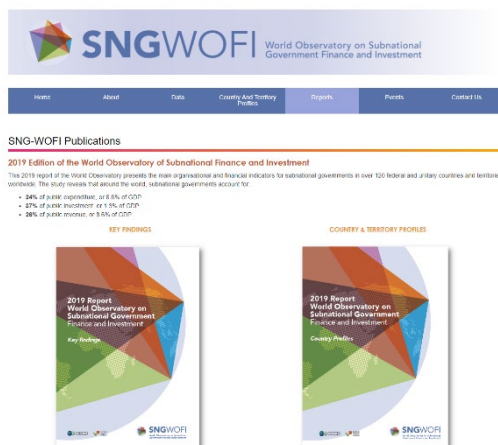 SNGWOFI World Observatory on Subnational
Government Finance and Investment
Home About Data Country And Territory Profiles Reports Events Contact Us
SNG-WOFI Publications
2019 Edition of the World Observatory of Subnational Finance and Investment
This 2019 report of the World Observatory presents the main organisational and financial indicators for subnational governments in over 120 federal and unitary countries and territories
worldwide. The study reveals that around the world, subnational governments account for:
of public expenditure, or 8.6% of GDP
37% of public investment, or 1.5% of GDP
of public revenue, or 8.6% of GDP
KEY FINDINGS COUNTRY & TERRITORY PROFILES
2019 Report
World Observatory on
Subnational Government
Finance and Investment
Key findings
SNGWOFI
2019 Report
World Observatory on
Subnational Government
Finance and Investment
Country Profiles
SNGWOFI